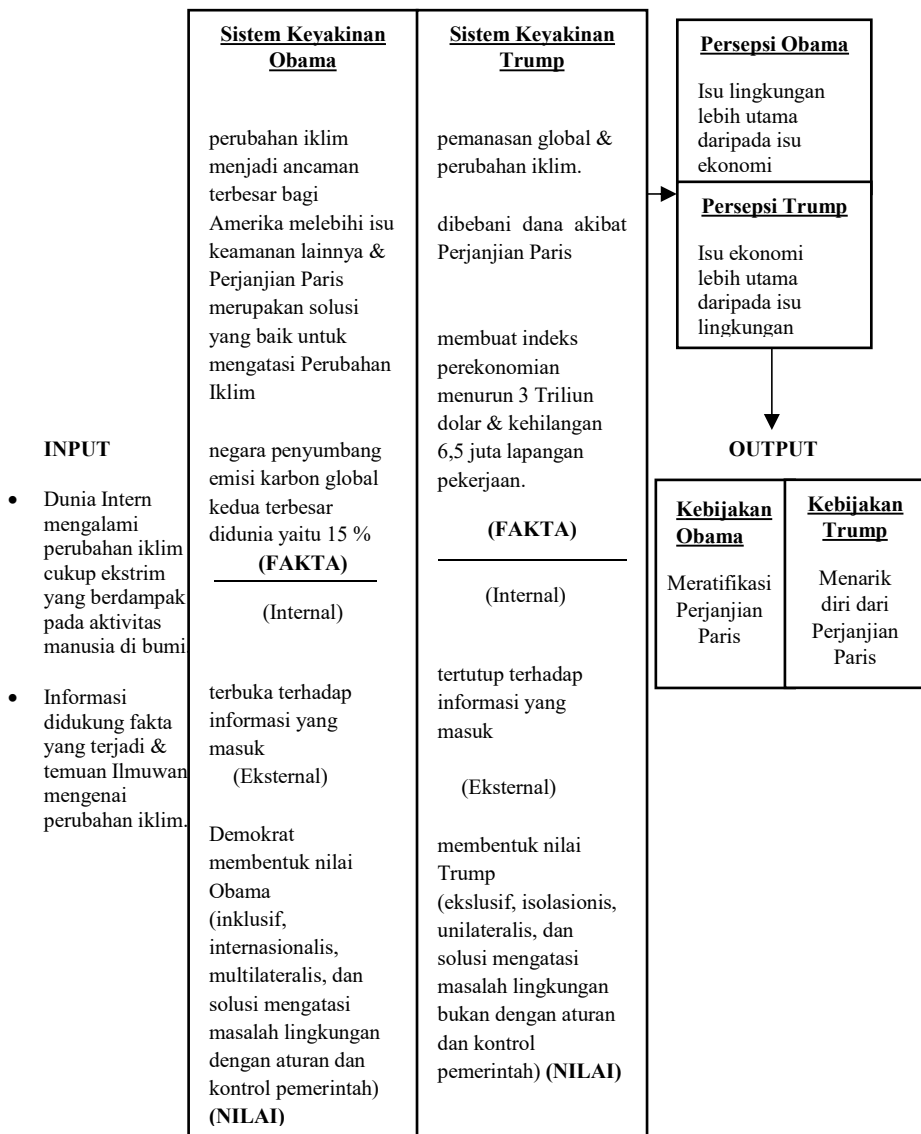 INPUT
• Dunia Intern
mengalami
perubahan iklim
cukup ekstrim
yang berdampak
pada aktivitas
manusia di bumi
• Informasi
didukung fakta
yang terjadi &
temuan Ilmuwan
mengenai
perubahan iklim.
Sistem Keyakinan
Obama
perubahan iklim
menjadi ancaman
terbesar bagi
Amerika melebihi isu
keamanan lainnya &
Perjanjian Paris
merupakan solusi
yang baik untuk
mengatasi Perubahan
Iklim
negara penyumbang
emisi karbon global
kedua terbesar
didunia yaitu 15 %
(FAKTA)
(Internal)
terbuka terhadap
informasi yang
masuk
(Eksternal)
Demokrat
membentuk nilai
Obama
(inklusif,
internasionalis,
multilateralis, dan
solusi mengatasi
masalah lingkungan
dengan aturan dan
kontrol pemerintah)
(NILAI)
Sistem Keyakinan
Trump
pemanasan global &
perubahan iklim.
dibebani dana akibat
Perjanjian Paris
membuat indeks
perekonomian
menurun 3 Triliun
dolar & kehilangan
6,5 juta lapangan
pekerjaan.
(FAKTA)
(Internal)
tertutup terhadap
informasi yang
masuk
(Eksternal)
membentuk nilai
Trump
(ekslusif, isolasionis,
unilateralis, dan
solusi mengatasi
masalah lingkungan
bukan dengan aturan
dan kontrol
pemerintah) (NILAI)
Persepsi Obama
Isu lingkungan
lebih utama
daripada isu
ekonomi
Persepsi Trump
Isu ekonomi
lebih utama
daripada isu
lingkungan
OUTPUT
Kebijakan
Obama
Meratifikasi
Perjanjian
Paris
Kebijakan
Trump
Menarik
diri dari
Perjanjian
Paris